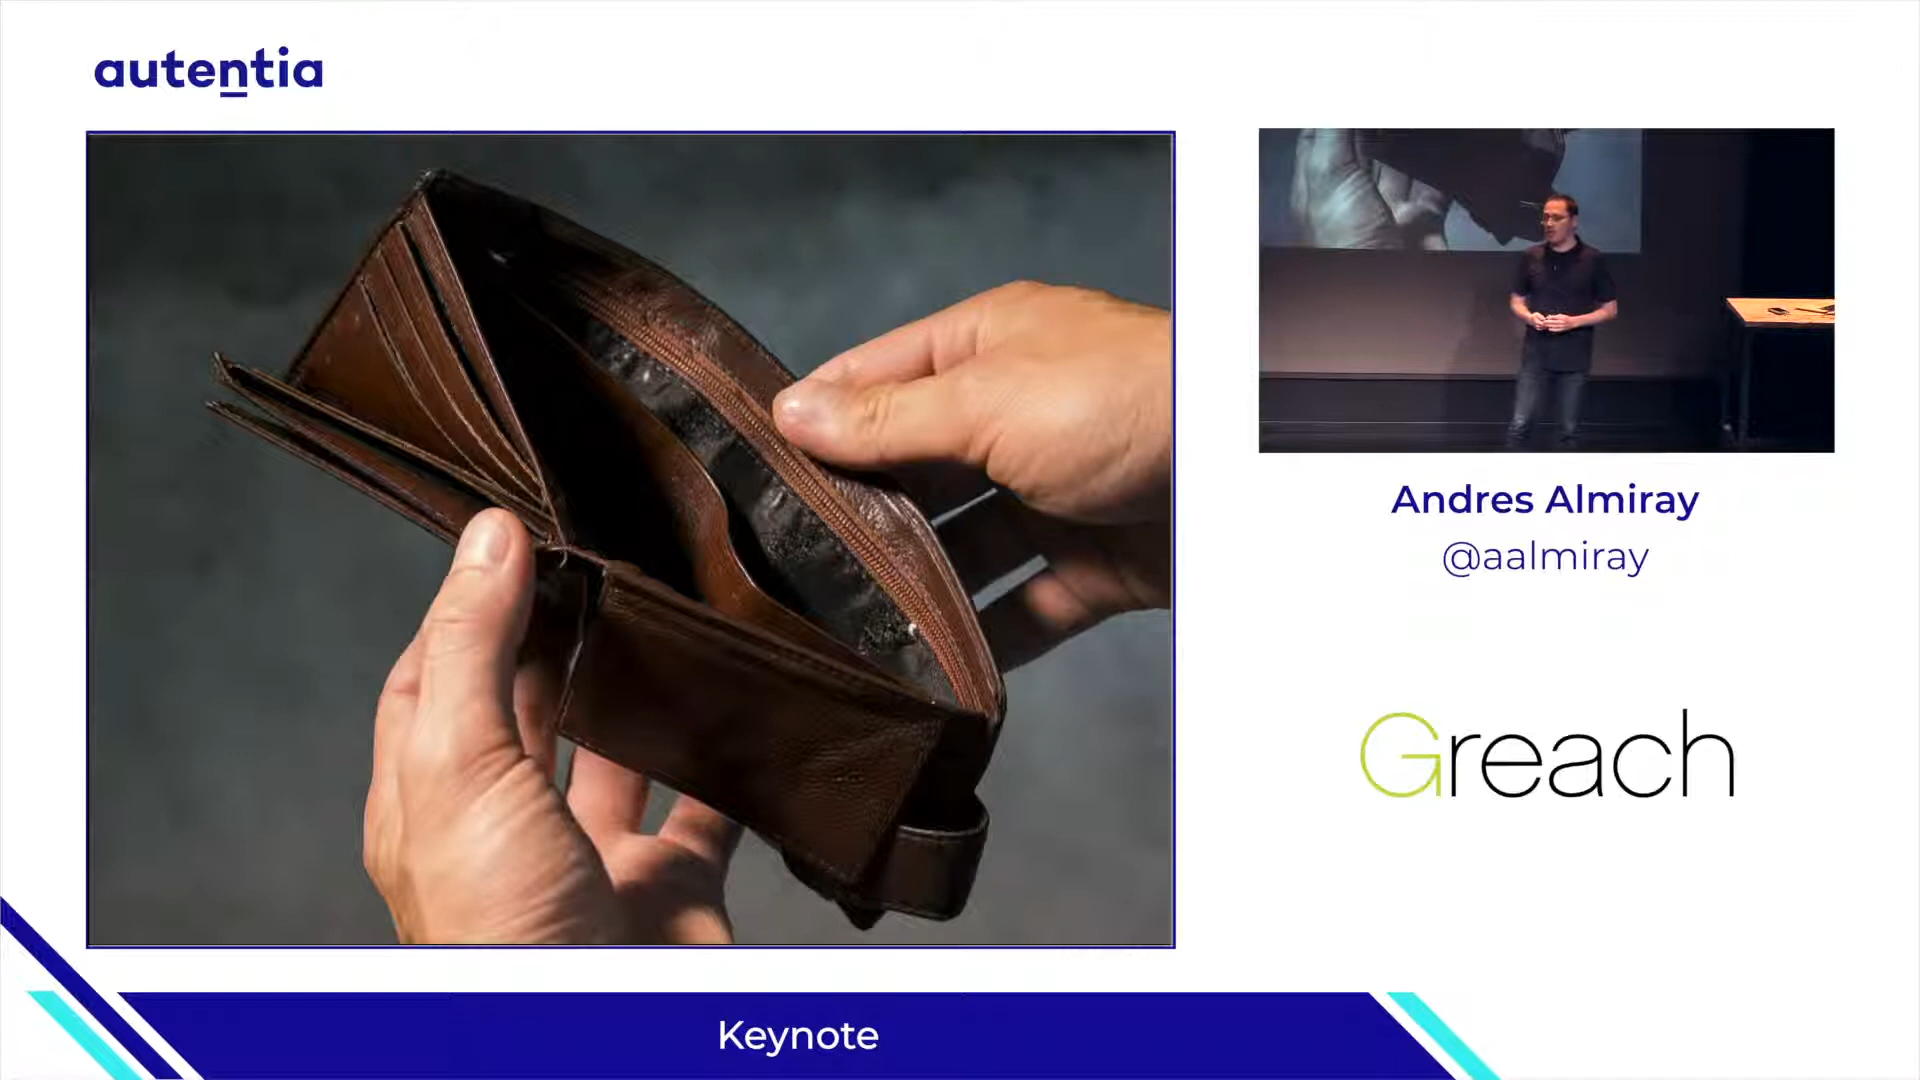 autentia
Andres Almiray
@aalmiray
Greach
Keynote